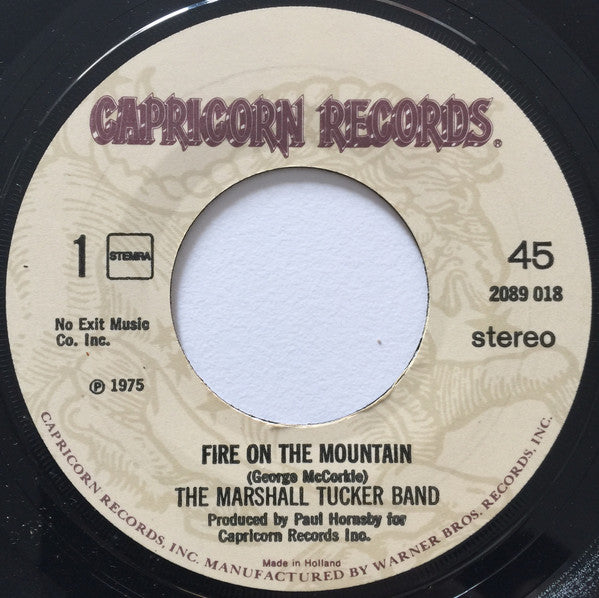 CAPRICORN RECORDS®
1 STEMRA
45
2089 018
stereo
No Exit Music
Co. Inc.
℗ 1975
FIRE ON THE MOUNTAIN
(George McCorkle)
THE MARSHALL TUCKER BAND
Produced by Paul Hornsby for
Capricorn Records Inc.
Made in Holland
CAPRICORN RECORDS, INC. MANUFACTURED BY WARNER BROS. RECORDS, INC.